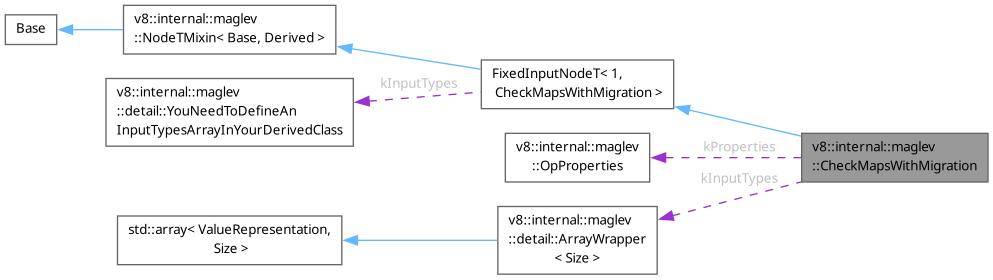 Base
v8::internal::maglev
::NodeTMixin< Base, Derived >
v8::internal::maglev
::detail::YouNeedToDefineAn
InputTypesArrayInYourDerivedClass
kInputTypes
FixedInputNodeT< 1,
CheckMapsWithMigration >
v8::internal::maglev
::OpProperties
kProperties
kInputTypes
v8::internal::maglev
::CheckMapsWithMigration
std::array< ValueRepresentation,
Size >
v8::internal::maglev
::detail::ArrayWrapper
< Size >